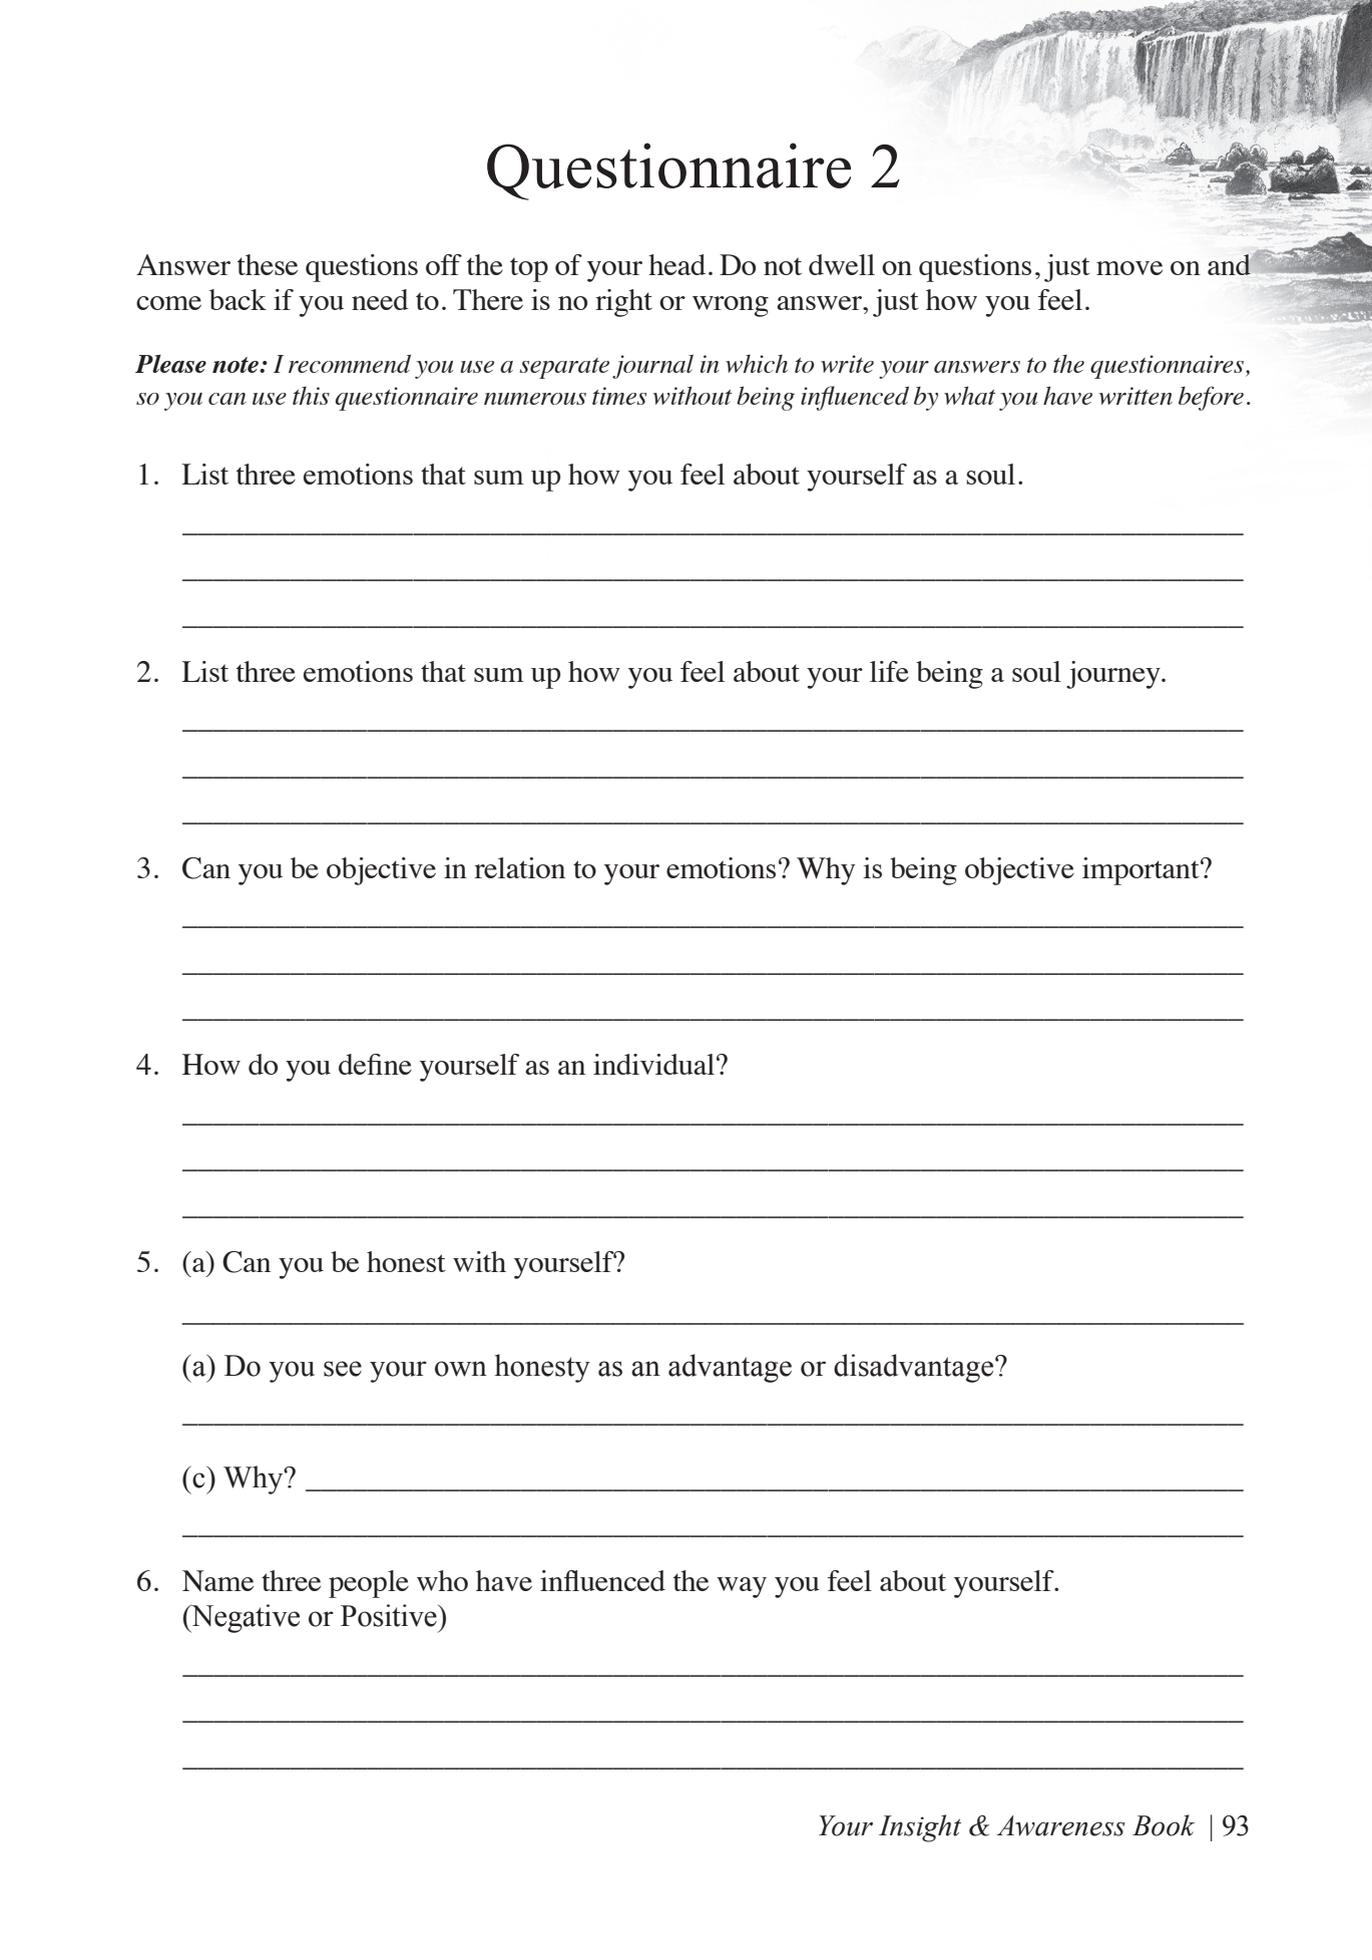 Questionnaire 2
Answer these questions off the top of your head. Do not dwell on questions, just move on and
come back if you need to. There is no right or wrong answer, just how you feel.
Please note: I recommend you use a separate journal in which to write your answers to the questionnaires,
so you can use this questionnaire numerous times without being influenced by what you have written before.
1. List three emotions that sum up how you feel about yourself as a soul.
2. List three emotions that sum up how you feel about your life being a soul journey.
3. Can you be objective in relation to your emotions? Why is being objective important?
4. How do you define yourself as an individual?
5. (a) Can you be honest with yourself?
(a) Do you see your own honesty as an advantage or disadvantage?
(c) Why?
6. Name three people who have influenced the way you feel about yourself.
(Negative or Positive)
Your Insight & Awareness Book | 93